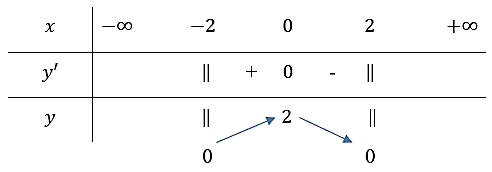 x −∞ −2 0 2 +∞
y′ || + 0 - ||
y || 2 ||
0 0